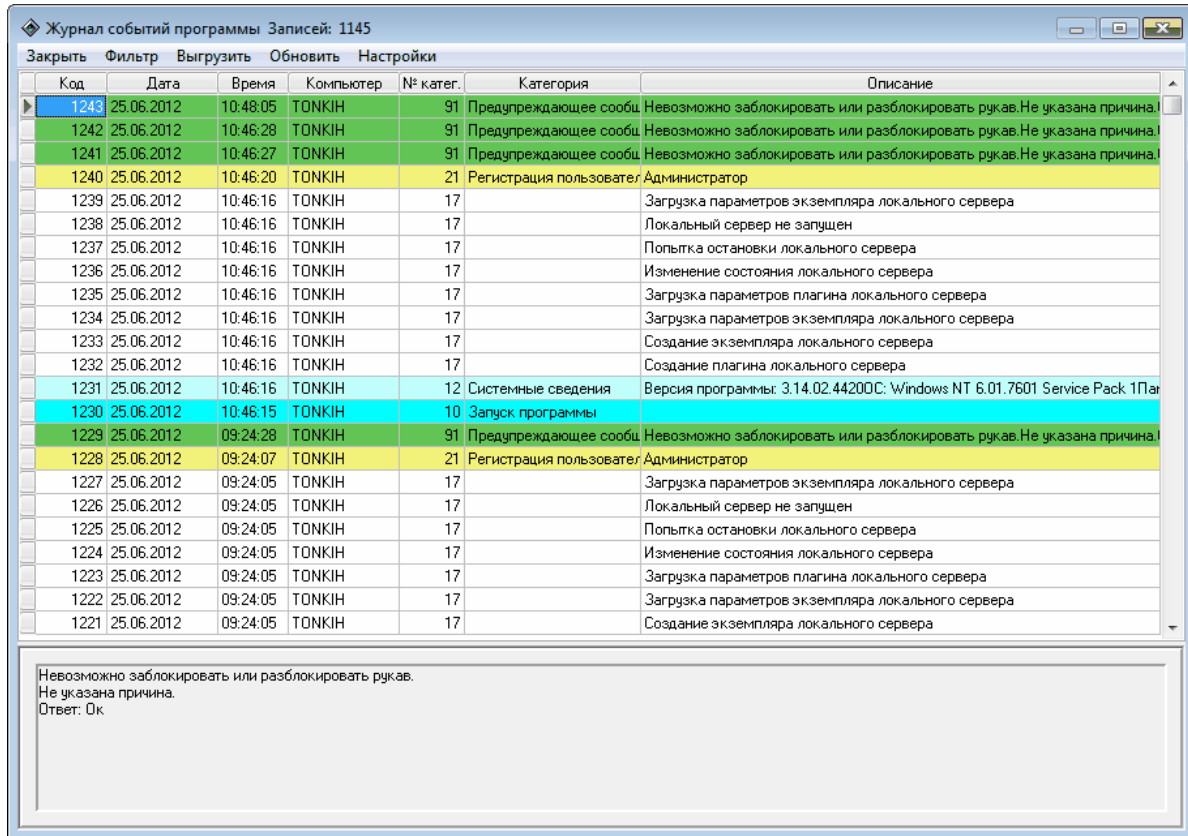 Журнал событий программы Записей: 1145
Закрыть Фильтр Выгрузить Обновить Настройки
Код Дата Время Компьютер № катег. Категория Описание
1243 25.06.2012 10:48:05 TONKIH 91 Предупреждающее сообщ Невозможно заблокировать или разблокировать рукав.Не указана причина.
1242 25.06.2012 10:46:28 TONKIH 91 Предупреждающее сообщ Невозможно заблокировать или разблокировать рукав.Не указана причина.
1241 25.06.2012 10:46:27 TONKIH 91 Предупреждающее сообщ Невозможно заблокировать или разблокировать рукав.Не указана причина.
1240 25.06.2012 10:46:20 TONKIH 21 Регистрация пользовател Администратор
1239 25.06.2012 10:46:16 TONKIH 17 Загрузка параметров экземпляра локального сервера
1238 25.06.2012 10:46:16 TONKIH 17 Локальный сервер не запущен
1237 25.06.2012 10:46:16 TONKIH 17 Попытка остановки локального сервера
1236 25.06.2012 10:46:16 TONKIH 17 Изменение состояния локального сервера
1235 25.06.2012 10:46:16 TONKIH 17 Загрузка параметров плагина локального сервера
1234 25.06.2012 10:46:16 TONKIH 17 Загрузка параметров экземпляра локального сервера
1233 25.06.2012 10:46:16 TONKIH 17 Создание экземпляра локального сервера
1232 25.06.2012 10:46:16 TONKIH 17 Создание плагина локального сервера
1231 25.06.2012 10:46:16 TONKIH 12 Системные сведения Версия программы: 3.14.02.4420ОС: Windows NT 6.01.7601 Service Pack 1Пап
1230 25.06.2012 10:46:15 TONKIH 10 Запуск программы
1229 25.06.2012 09:24:28 TONKIH 91 Предупреждающее сообщ Невозможно заблокировать или разблокировать рукав.Не указана причина.
1228 25.06.2012 09:24:07 TONKIH 21 Регистрация пользовател Администратор
1227 25.06.2012 09:24:05 TONKIH 17 Загрузка параметров экземпляра локального сервера
1226 25.06.2012 09:24:05 TONKIH 17 Локальный сервер не запущен
1225 25.06.2012 09:24:05 TONKIH 17 Попытка остановки локального сервера
1224 25.06.2012 09:24:05 TONKIH 17 Изменение состояния локального сервера
1223 25.06.2012 09:24:05 TONKIH 17 Загрузка параметров плагина локального сервера
1222 25.06.2012 09:24:05 TONKIH 17 Загрузка параметров экземпляра локального сервера
1221 25.06.2012 09:24:05 TONKIH 17 Создание экземпляра локального сервера
Невозможно заблокировать или разблокировать рукав.
Не указана причина.
Ответ: Ок